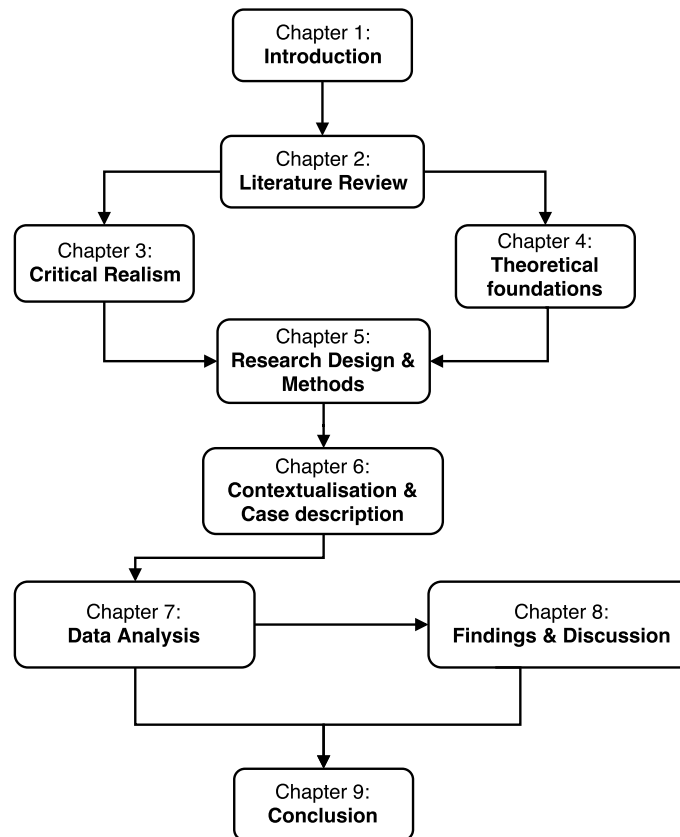 Chapter 1:
Introduction
Chapter 2:
Literature Review
Chapter 3:
Critical Realism
Chapter 4:
Theoretical
foundations
Chapter 5:
Research Design &
Methods
Chapter 6:
Contextualisation &
Case description
Chapter 7:
Data Analysis
Chapter 8:
Findings & Discussion
Chapter 9:
Conclusion